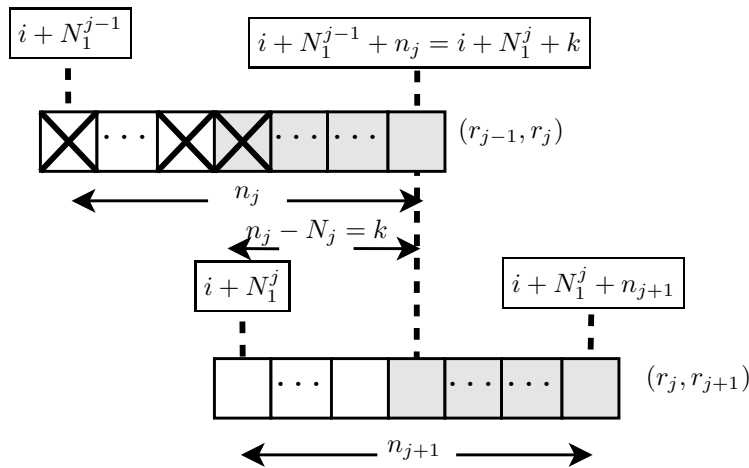 i + N_1^{j-1}
i + N_1^{j-1} + n_j = i + N_1^j + k
··· ··· ··· (r_{j-1}, r_j)
n_j
n_j − N_j = k
i + N_1^j
i + N_1^j + n_{j+1}
··· ··· ··· (r_j, r_{j+1})
n_{j+1}